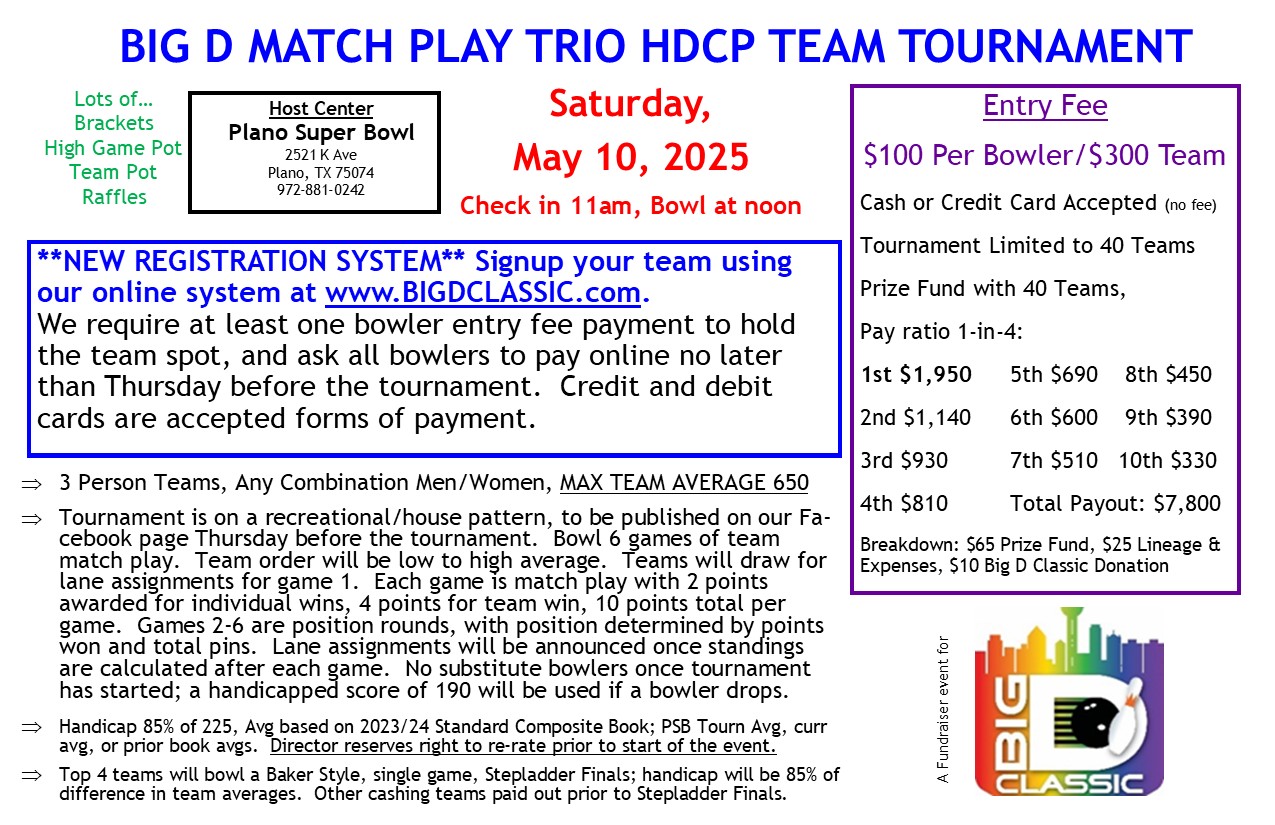 BIG D MATCH PLAY TRIO HDCP TEAM TOURNAMENT
Lots of…
Brackets
High Game Pot
Team Pot
Raffles
Host Center
Plano Super Bowl
2521 K Ave
Plano, TX 75074
972-881-0242
Saturday,
May 10, 2025
Check in 11am, Bowl at noon
**NEW REGISTRATION SYSTEM** Signup your team using
our online system at www.BIGDCLASSIC.com.
We require at least one bowler entry fee payment to hold
the team spot, and ask all bowlers to pay online no later
than Thursday before the tournament.  Credit and debit
cards are accepted forms of payment.
Entry Fee
$100 Per Bowler/$300 Team
Cash or Credit Card Accepted (no fee)
Tournament Limited to 40 Teams
Prize Fund with 40 Teams,
Pay ratio 1-in-4:
1st $1,950 5th $690 8th $450
2nd $1,140 6th $600 9th $390
3rd $930 7th $510 10th $330
4th $810 Total Payout: $7,800
Breakdown: $65 Prize Fund, $25 Lineage &
Expenses, $10 Big D Classic Donation
⇒ 3 Person Teams, Any Combination Men/Women, MAX TEAM AVERAGE 650
⇒ Tournament is on a recreational/house pattern, to be published on our Fa-
cebook page Thursday before the tournament.  Bowl 6 games of team
match play.  Team order will be low to high average.  Teams will draw for
lane assignments for game 1.  Each game is match play with 2 points
awarded for individual wins, 4 points for team win, 10 points total per
game.  Games 2-6 are position rounds, with position determined by points
won and total pins.  Lane assignments will be announced once standings
are calculated after each game.  No substitute bowlers once tournament
has started; a handicapped score of 190 will be used if a bowler drops.
⇒ Handicap 85% of 225, Avg based on 2023/24 Standard Composite Book; PSB Tourn Avg, curr
avg, or prior book avgs.  Director reserves right to re-rate prior to start of the event.
⇒ Top 4 teams will bowl a Baker Style, single game, Stepladder Finals; handicap will be 85% of
difference in team averages.  Other cashing teams paid out prior to Stepladder Finals.
A Fundraiser event for
BIG D
CLASSIC